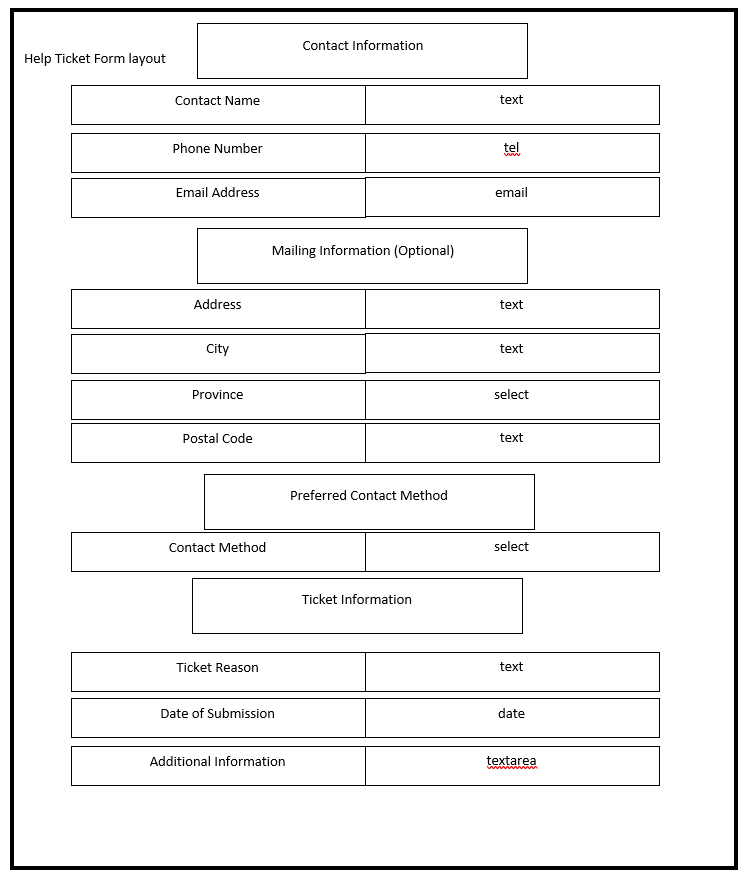 Contact Information
Help Ticket Form layout
Contact Name text
Phone Number tel
Email Address email
Mailing Information (Optional)
Address text
City text
Province select
Postal Code text
Preferred Contact Method
Contact Method select
Ticket Information
Ticket Reason text
Date of Submission date
Additional Information textarea